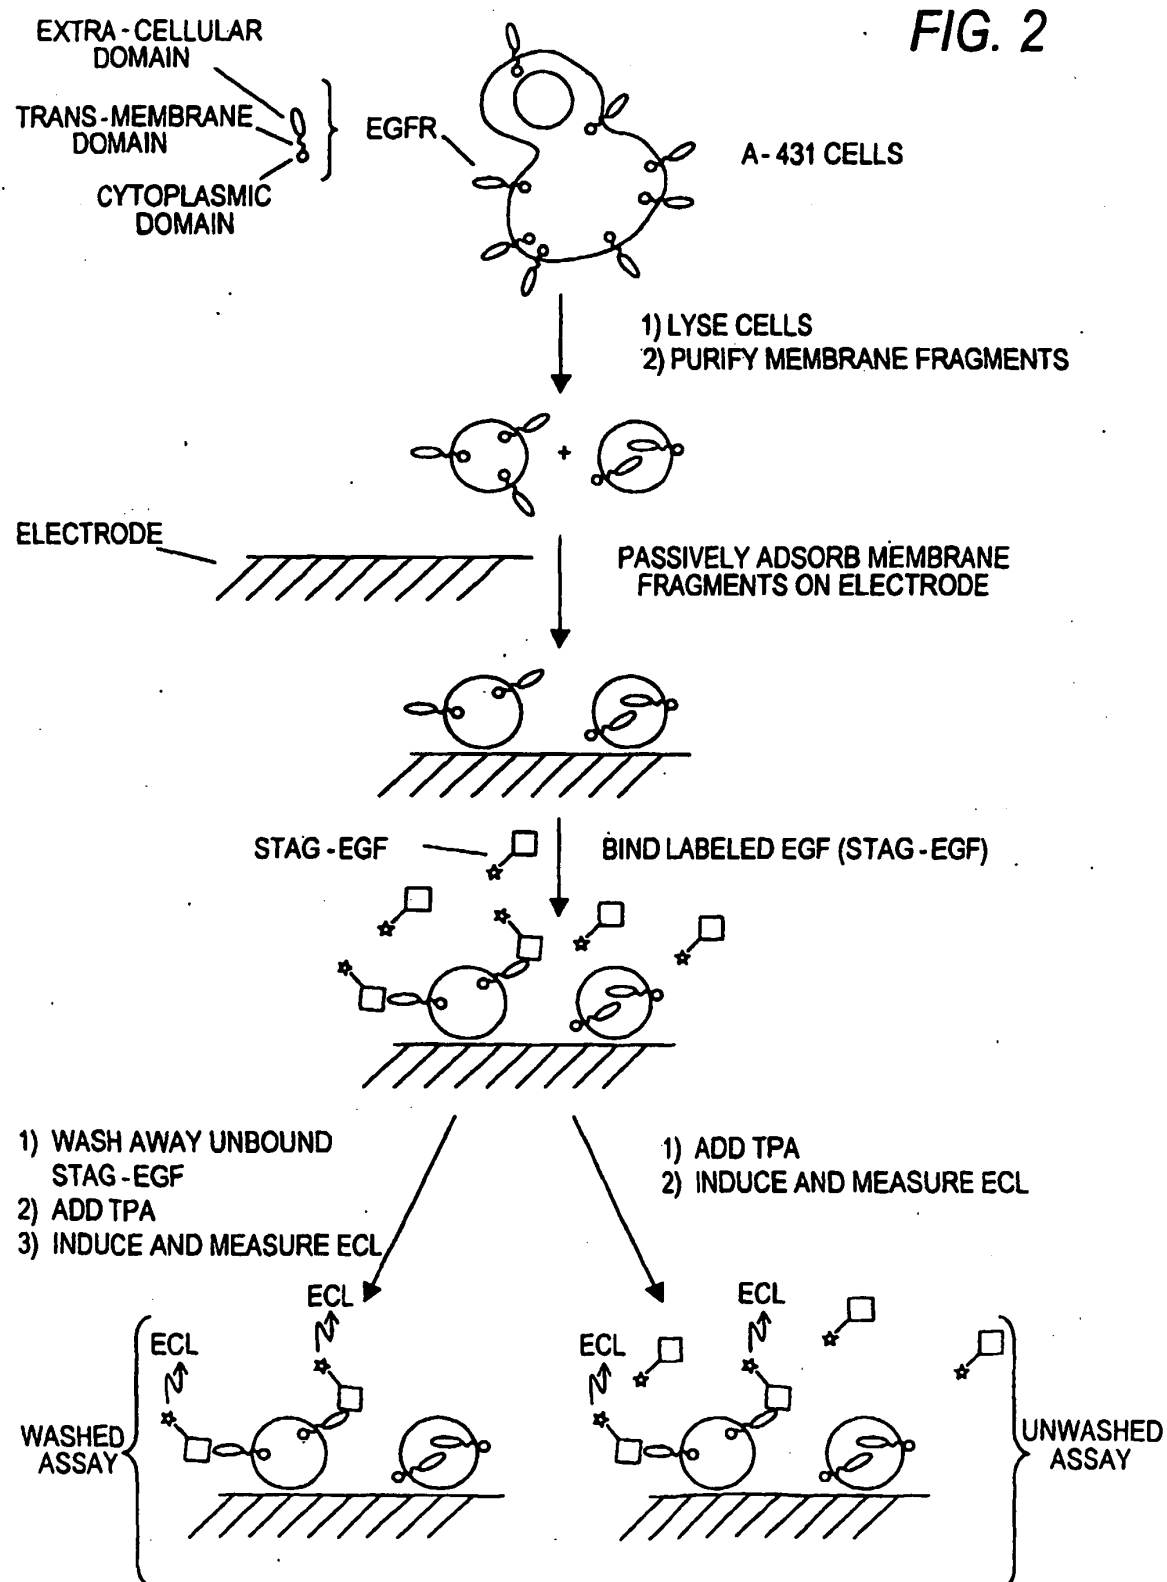 FIG. 2
EXTRA-CELLULAR
DOMAIN
TRANS-MEMBRANE
DOMAIN
CYTOPLASMIC
DOMAIN
EGFR
A-431 CELLS
1) LYSE CELLS
2) PURIFY MEMBRANE FRAGMENTS
+
ELECTRODE
PASSIVELY ADSORB MEMBRANE
FRAGMENTS ON ELECTRODE
STAG-EGF
BIND LABELED EGF (STAG-EGF)
1) WASH AWAY UNBOUND
STAG-EGF
2) ADD TPA
3) INDUCE AND MEASURE ECL
1) ADD TPA
2) INDUCE AND MEASURE ECL
ECL
ECL
WASHED
ASSAY
ECL
ECL
UNWASHED
ASSAY